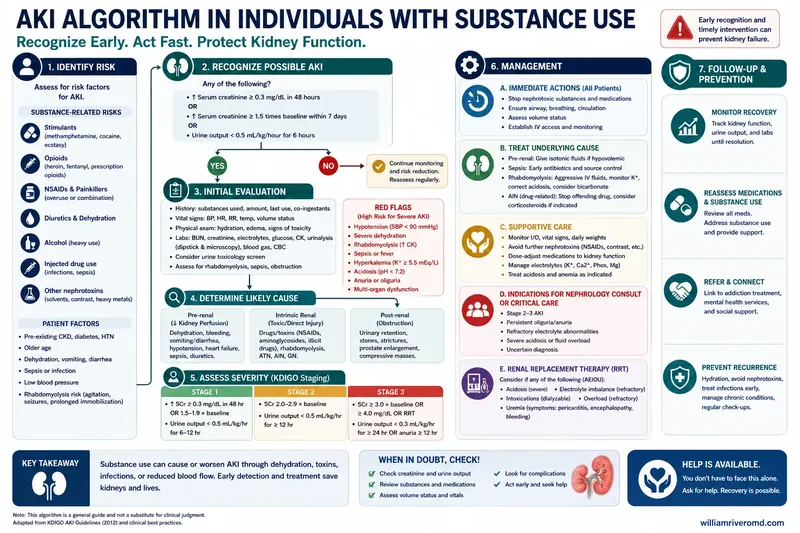 AKI ALGORITHM IN INDIVIDUALS WITH SUBSTANCE USE
Recognize Early. Act Fast. Protect Kidney Function.
Early recognition and
timely intervention can
prevent kidney failure.
1. IDENTIFY RISK
Assess for risk factors
for AKI.
SUBSTANCE-RELATED RISKS
Stimulants
(methamphetamine, cocaine,
ecstasy)
Opioids
(heroin, fentanyl, prescription
opioids)
NSAIDs & Painkillers
(overuse or combination)
Diuretics & Dehydration
Alcohol (heavy use)
Injected drug use
(infections, sepsis)
Other nephrotoxins
(solvents, contrast, heavy metals)
PATIENT FACTORS
• Pre-existing CKD, diabetes, HTN
• Older age
• Dehydration, vomiting, diarrhea
• Sepsis or infection
• Low blood pressure
• Rhabdomyolysis risk (agitation,
seizures, prolonged immobilization)
2. RECOGNIZE POSSIBLE AKI
Any of the following?
• ↑ Serum creatinine ≥ 0.3 mg/dL in 48 hours
OR
• ↑ Serum creatinine ≥ 1.5 times baseline within 7 days
OR
• Urine output < 0.5 mL/kg/hour for 6 hours
YES
NO
Continue monitoring
and risk reduction.
Reassess regularly.
3. INITIAL EVALUATION
• History: substances used, amount, last use, co-ingestants
• Vital signs: BP, HR, RR, temp, volume status
• Physical exam: hydration, edema, signs of toxicity
• Labs: BUN, creatinine, electrolytes, glucose, CK, urinalysis
(dipstick & microscopy), blood gas, CBC
• Consider urine toxicology screen
• Assess for rhabdomyolysis, sepsis, obstruction
RED FLAGS
(High Risk for Severe AKI)
• Hypotension (SBP < 90 mmHg)
• Severe dehydration
• Rhabdomyolysis (↑ CK)
• Sepsis or fever
• Hyperkalemia (K⁺ ≥ 5.5 mEq/L)
• Acidosis (pH < 7.2)
• Anuria or oliguria
• Multi-organ dysfunction
4. DETERMINE LIKELY CAUSE
Pre-renal
(↓ Kidney Perfusion)
Dehydration, bleeding,
vomiting/diarrhea,
hypotension, heart failure,
sepsis, diuretics.
Intrinsic Renal
(Toxic/Direct Injury)
Drugs/toxins (NSAIDs,
aminoglycosides, illicit
drugs), rhabdomyolysis,
ATN, AIN, GN.
Post-renal
(Obstruction)
Urinary retention,
stones, strictures,
prostate enlargement,
compressive masses.
5. ASSESS SEVERITY (KDIGO Staging)
STAGE 1
• ↑ SCr ≥ 0.3 mg/dL in 48 hr
OR 1.5–1.9 × baseline
• Urine output < 0.5 mL/kg/hr
for 6–12 hr
STAGE 2
• SCr 2.0–2.9 × baseline
• Urine output < 0.5 mL/kg/hr
for ≥ 12 hr
STAGE 3
• SCr ≥ 3.0 × baseline OR
≥ 4.0 mg/dL OR RRT
• Urine output < 0.3 mL/kg/hr
for ≥ 24 hr OR anuria ≥ 12 hr
6. MANAGEMENT
A. IMMEDIATE ACTIONS (All Patients)
• Stop nephrotoxic substances and medications
• Ensure airway, breathing, circulation
• Assess volume status
• Establish IV access and monitoring
B. TREAT UNDERLYING CAUSE
• Pre-renal: Give isotonic fluids if hypovolemic
• Sepsis: Early antibiotics and source control
• Rhabdomyolysis: Aggressive IV fluids, monitor K⁺,
correct acidosis, consider bicarbonate
• AIN (drug-related): Stop offending drug, consider
corticosteroids if indicated
C. SUPPORTIVE CARE
• Monitor I/O, vital signs, daily weights
• Avoid further nephrotoxins (NSAIDs, contrast, etc.)
• Dose-adjust medications to kidney function
• Manage electrolytes (K⁺, Ca2⁺, Phos, Mg)
• Treat acidosis and anemia as indicated
D. INDICATIONS FOR NEPHROLOGY CONSULT OR
CRITICAL CARE
• Stage 2–3 AKI
• Persistent oliguria/anuria
• Refractory electrolyte abnormalities
• Severe acidosis or fluid overload
• Uncertain diagnosis
E. RENAL REPLACEMENT THERAPY (RRT)
Consider if any of the following (AEIOU):
• Acidosis (severe) • Electrolyte imbalance (refractory)
• Intoxications (dialyzable) • Overload (refractory)
• Uremia (symptoms: pericarditis, encephalopathy,
bleeding)
7. FOLLOW-UP &
PREVENTION
MONITOR RECOVERY
Track kidney function,
urine output, and labs
until resolution.
REASSESS MEDICATIONS
& SUBSTANCE USE
Review all meds.
Address substance use
and provide support.
REFER & CONNECT
Link to addiction treatment,
mental health services, and
social support.
PREVENT RECURRENCE
Hydration, avoid nephrotoxins,
treat infections early,
manage chronic conditions,
regular check-ups.
KEY TAKEAWAY
Substance use can cause or worsen AKI through dehydration, toxins,
infections, or reduced blood flow. Early detection and treatment save
kidneys and lives.
WHEN IN DOUBT, CHECK!
✓ Check creatinine and urine output
✓ Review substances and medications
✓ Assess volume status and vitals
✓ Look for complications
✓ Act early and seek help
HELP IS AVAILABLE.
You don't have to face this alone.
Ask for help. Recovery is possible.
Note: This algorithm is a general guide and not a substitute for clinical judgment.
Adapted from KDIGO AKI Guidelines (2012) and clinical best practices.
williamriveromd.com